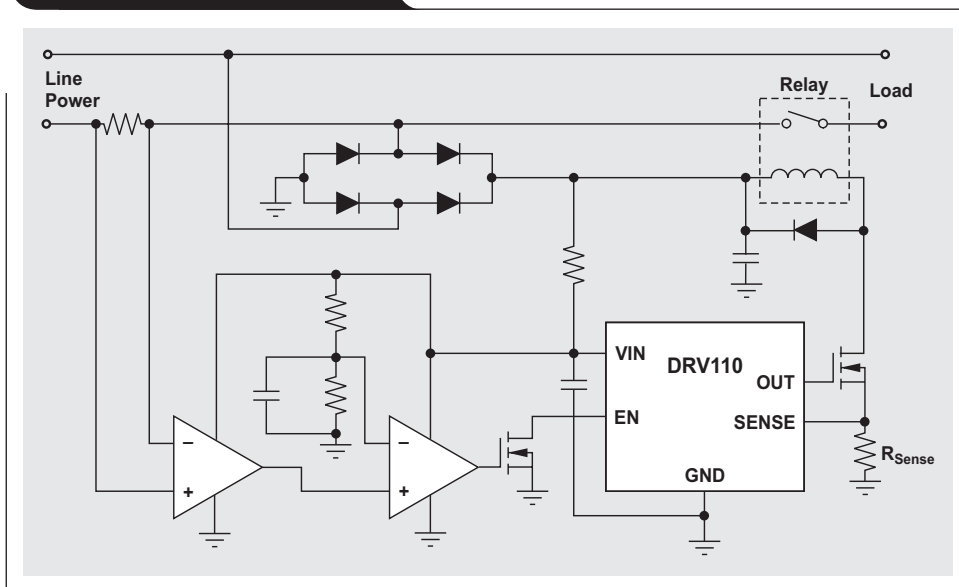 Line
Power
Relay
Load
VIN
DRV110
OUT
EN
SENSE
GND
RSense
−
+
−
+